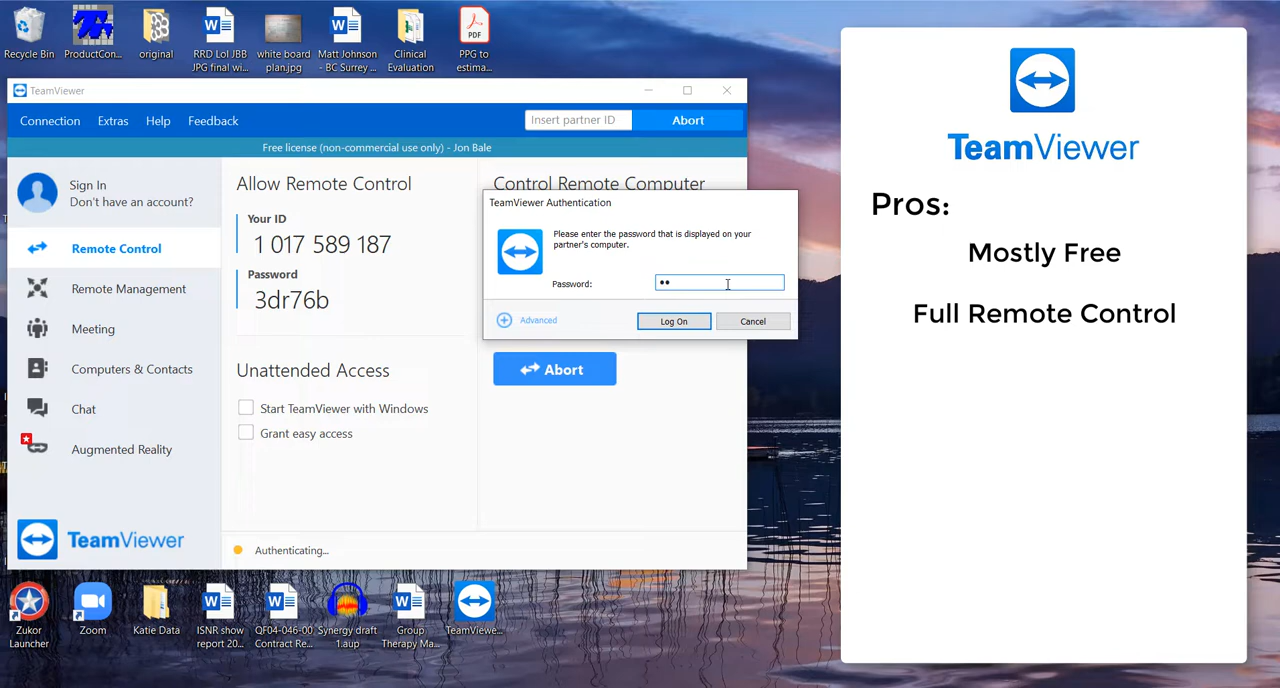 Recycle Bin
ProductCon...
original
RRD LoI JBB
JPG final wi...
white board
plan.jpg
Matt Johnson
- BC Surrey ...
Clinical
Evaluation
PDF
PPG to
estima...
TeamViewer
Connection
Extras
Help
Feedback
Insert partner ID
Abort
Free license (non-commercial use only) - Jon Bale
Sign In
Don't have an account?
Remote Control
Remote Management
Meeting
Computers & Contacts
Chat
Augmented Reality
TeamViewer
Allow Remote Control
Your ID
1 017 589 187
Password
3dr76b
Unattended Access
Start TeamViewer with Windows
Grant easy access
Authenticating...
Control Remote Computer
TeamViewer Authentication
Please enter the password that is displayed on your
partner's computer.
Password:
Advanced
Log On
Cancel
Abort
Zukor
Launcher
Zoom
Katie Data
ISNR show
report 20...
QF04-046-00
Contract Re...
Synergy draft
1.aup
Group
Therapy Ma...
TeamViewe...
TeamViewer
Pros:
Mostly Free
Full Remote Control